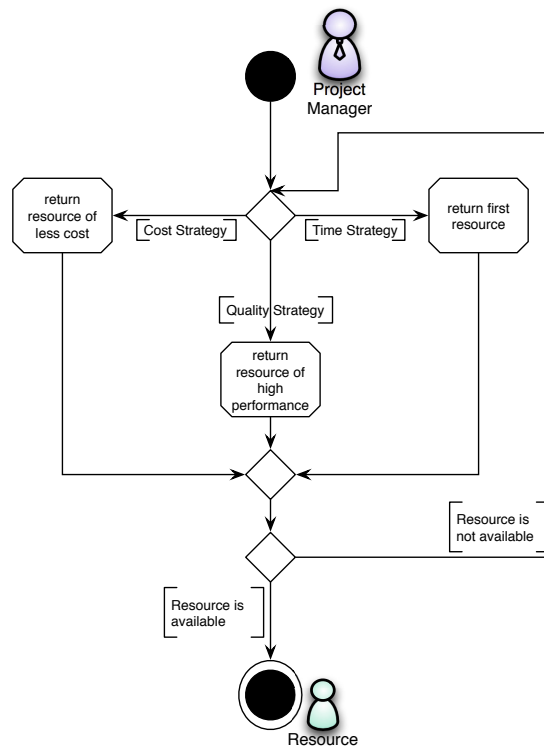 Project
Manager
return
resource of
less cost
Cost Strategy
Time Strategy
return first
resource
Quality Strategy
return
resource of
high
performance
Resource is
not available
Resource is
available
Resource